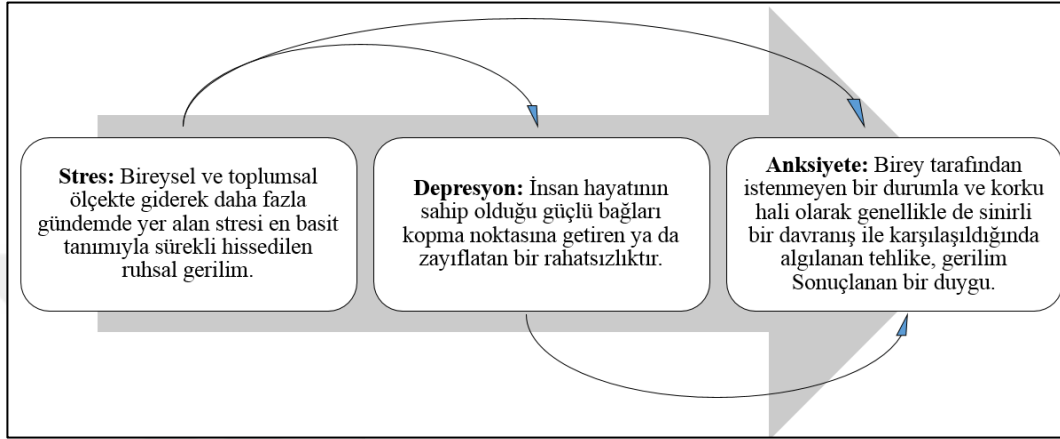 Stres: Bireysel ve toplumsal
ölçekte giderek daha fazla
gündemde yer alan stresi en basit
tanımıyla sürekli hissedilen
ruhsal gerilim.
Depresyon: İnsan hayatının
sahip olduğu güçlü bağları
kopma noktasına getiren ya da
zayıflatan bir rahatsızlıktır.
Anksiyete: Birey tarafından
istenmeyen bir durumla ve korku
hali olarak genellikle de sinirli
bir davranış ile karşılaşıldığında
algılanan tehlike, gerilim
Sonuçlanan bir duygu.